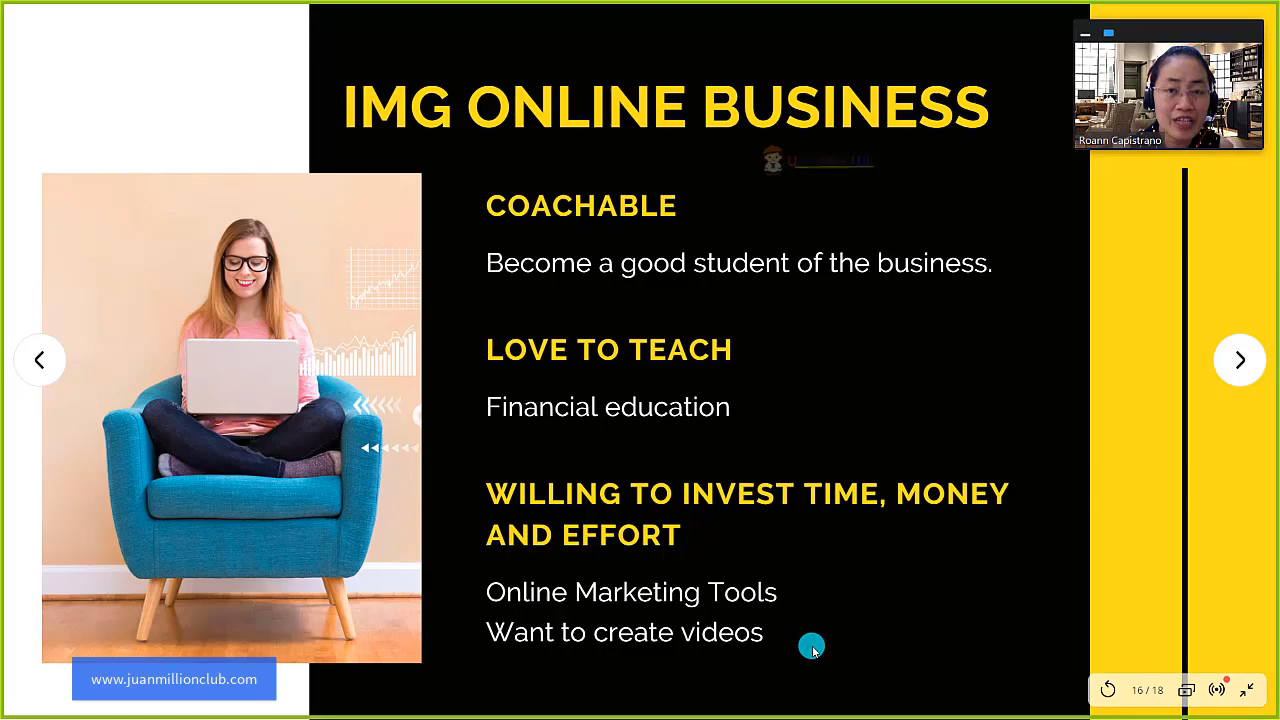 IMG ONLINE BUSINESS
Roann Capistrano
COACHABLE
Become a good student of the business.
LOVE TO TEACH
Financial education
WILLING TO INVEST TIME, MONEY
AND EFFORT
Online Marketing Tools
Want to create videos
www.juanmillionclub.com
16 / 18